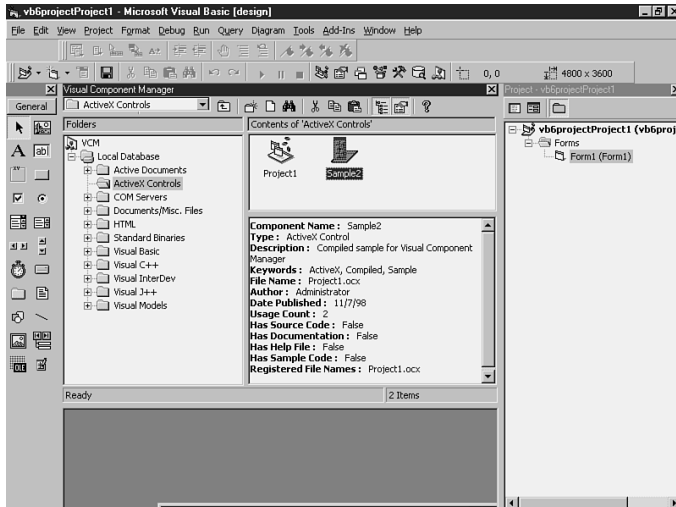 vb6projectProject1 - Microsoft Visual Basic [design]
File Edit View Project Format Debug Run Query Diagram Tools Add-Ins Window Help
0, 0
4800 x 3600
Visual Component Manager
Project - vb6projectProject1
General
ActiveX Controls
Folders
Contents of 'ActiveX Controls'
VCM
Local Database
Active Documents
ActiveX Controls
COM Servers
Documents/Misc. Files
HTML
Standard Binaries
Visual Basic
Visual C++
Visual InterDev
Visual J++
Visual Models
Project1
Sample2
Component Name : Sample2
Type : ActiveX Control
Description : Compiled sample for Visual Component
Manager
Keywords : ActiveX, Compiled, Sample
File Name : Project1.ocx
Author : Administrator
Date Published : 11/7/98
Usage Count : 2
Has Source Code : False
Has Documentation : False
Has Help File : False
Has Sample Code : False
Registered File Names : Project1.ocx
vb6projectProject1 (vb6proj
Forms
Form1 (Form1)
A
ab
OLE
Ready
2 Items